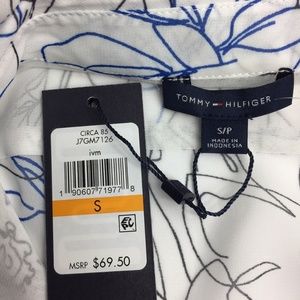 TOMMY HILFIGER
S/P
MADE IN
INDONESIA
CIRCA 85
J7GM7126
ivm
1 90607 71977 8
S
MSRP $69.50